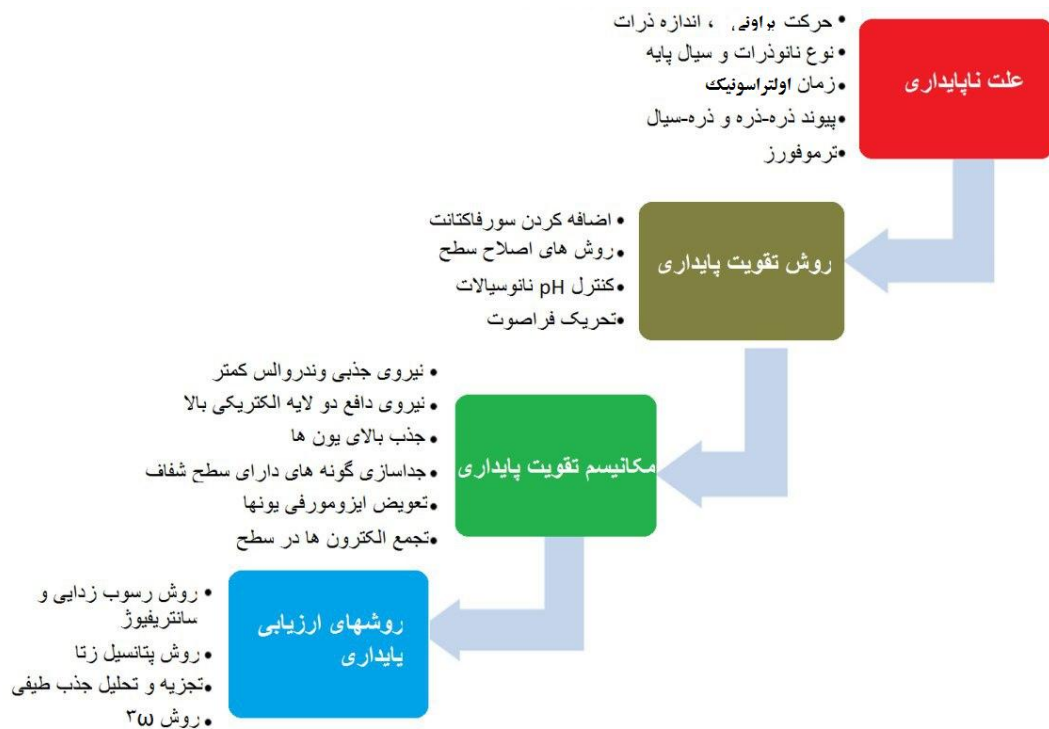 علت ناپایداری
• حرکت براونی ، اندازه ذرات
• نوع نانوذرات و سیال پایه
• زمان اولتراسونیک
• پیوند ذره-ذره و ذره-سیال
• ترموفورز
روش تقویت پایداری
• اضافه کردن سورفاکتانت
• روش های اصلاح سطح
• کنترل pH نانوسیالات
• تحریک فراصوت
مکانیسم تقویت پایداری
• نیروی جذبی وندروالس کمتر
• نیروی دافع دو لایه الکتریکی بالا
• جذب بالای یون ها
• جداسازی گونه های دارای سطح شفاف
• تعویض ایزومورفی یونها
• تجمع الکترون ها در سطح
روشهای ارزیابی
پایداری
• روش رسوب زدایی و
سانتریفیوژ
• روش پتانسیل زتا
• تجزیه و تحلیل جذب طیفی
• روش ۳ω